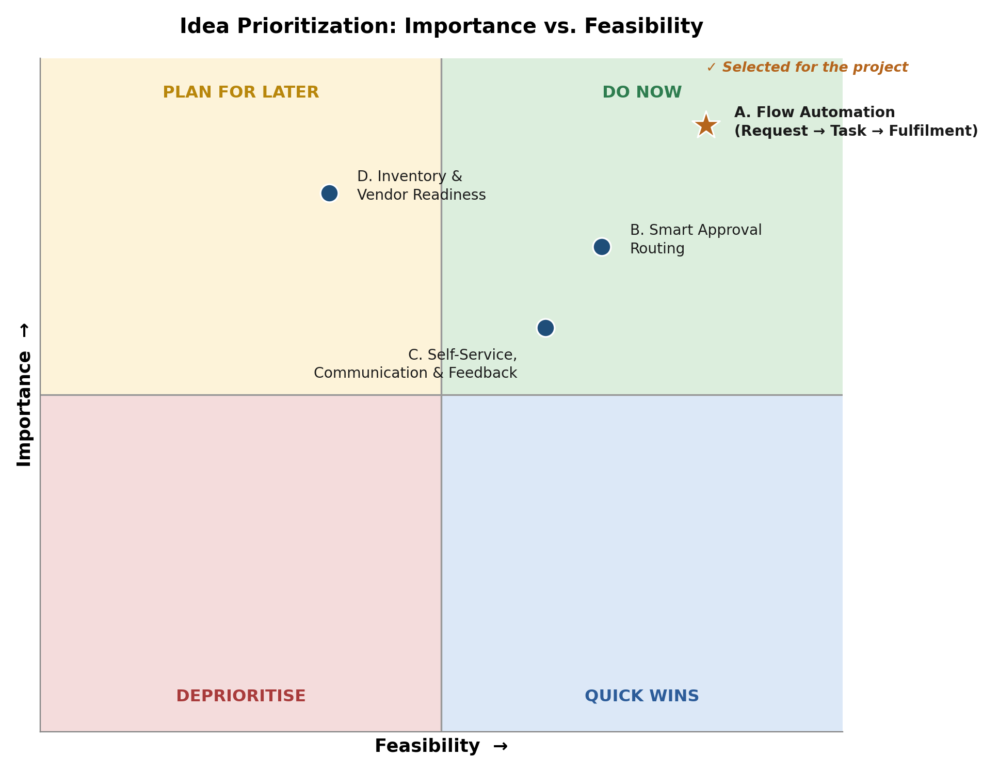 Idea Prioritization: Importance vs. Feasibility
✓ Selected for the project
PLAN FOR LATER
DO NOW
A. Flow Automation
(Request → Task → Fulfilment)
D. Inventory &
Vendor Readiness
B. Smart Approval
Routing
C. Self-Service,
Communication & Feedback
Importance →
DEPRIORITISE
QUICK WINS
Feasibility →